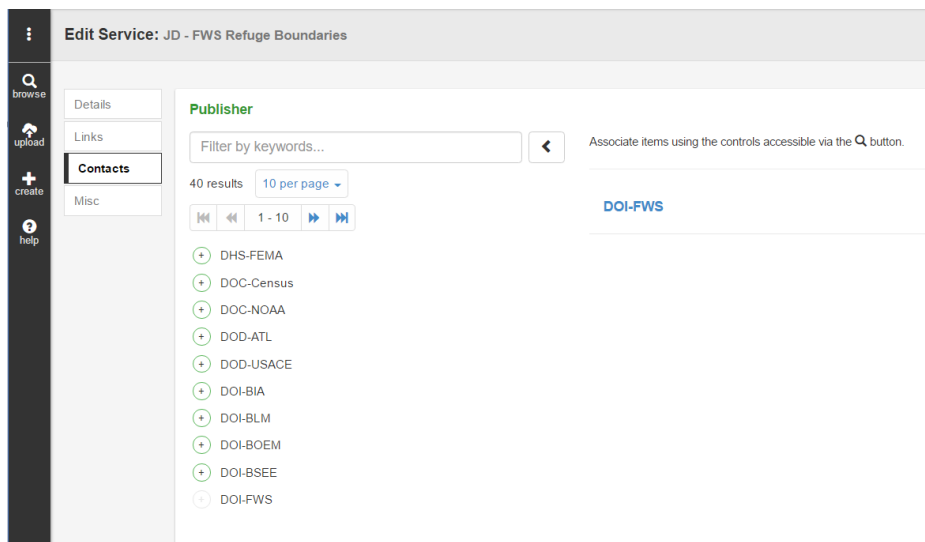 Edit Service: JD - FWS Refuge Boundaries
browse
upload
create
help
Details
Links
Contacts
Misc
Publisher
Filter by keywords...
40 results 10 per page
1 - 10
DHS-FEMA
DOC-Census
DOC-NOAA
DOD-ATL
DOD-USACE
DOI-BIA
DOI-BLM
DOI-BOEM
DOI-BSEE
DOI-FWS
Associate items using the controls accessible via the button.
DOI-FWS